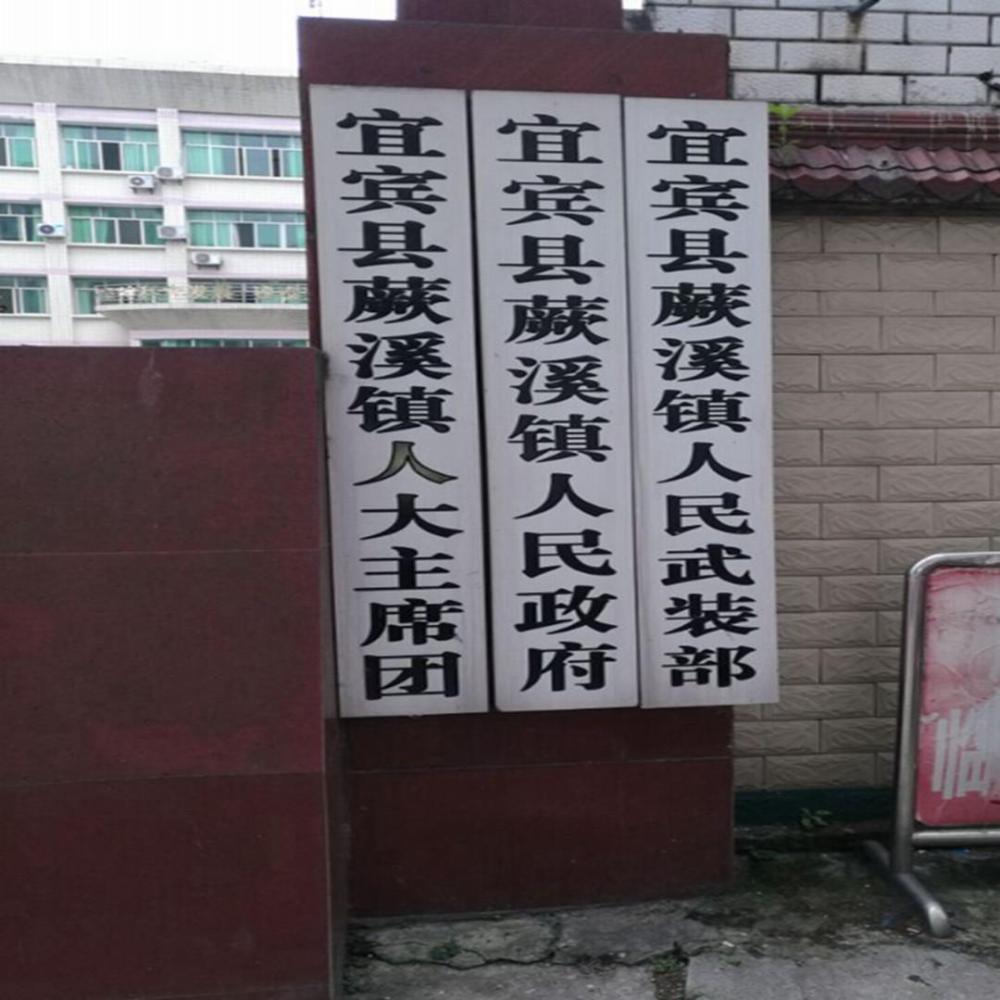 宜宾县蕨溪镇人大主席团
宜宾县蕨溪镇人民政府
宜宾县蕨溪镇人民武装部
临